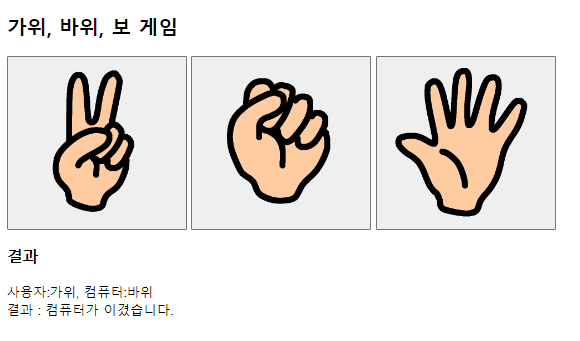 가위, 바위, 보 게임
결과
사용자:가위, 컴퓨터:바위
결과 : 컴퓨터가 이겼습니다.